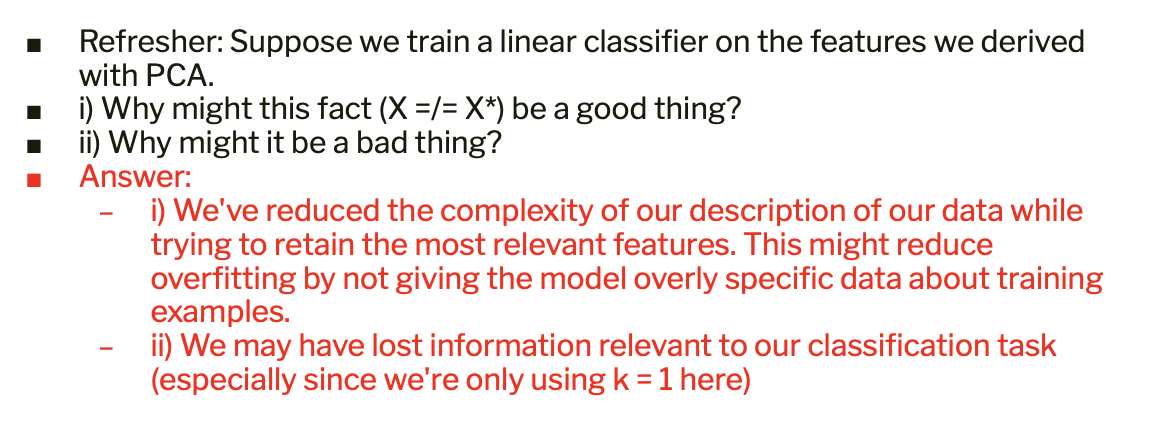 ▪ Refresher: Suppose we train a linear classifier on the features we derived
with PCA.
▪ i) Why might this fact (X =/= X*) be a good thing?
▪ ii) Why might it be a bad thing?
▪ Answer:
– i) We've reduced the complexity of our description of our data while
trying to retain the most relevant features. This might reduce
overfitting by not giving the model overly specific data about training
examples.
– ii) We may have lost information relevant to our classification task
(especially since we're only using k = 1 here)